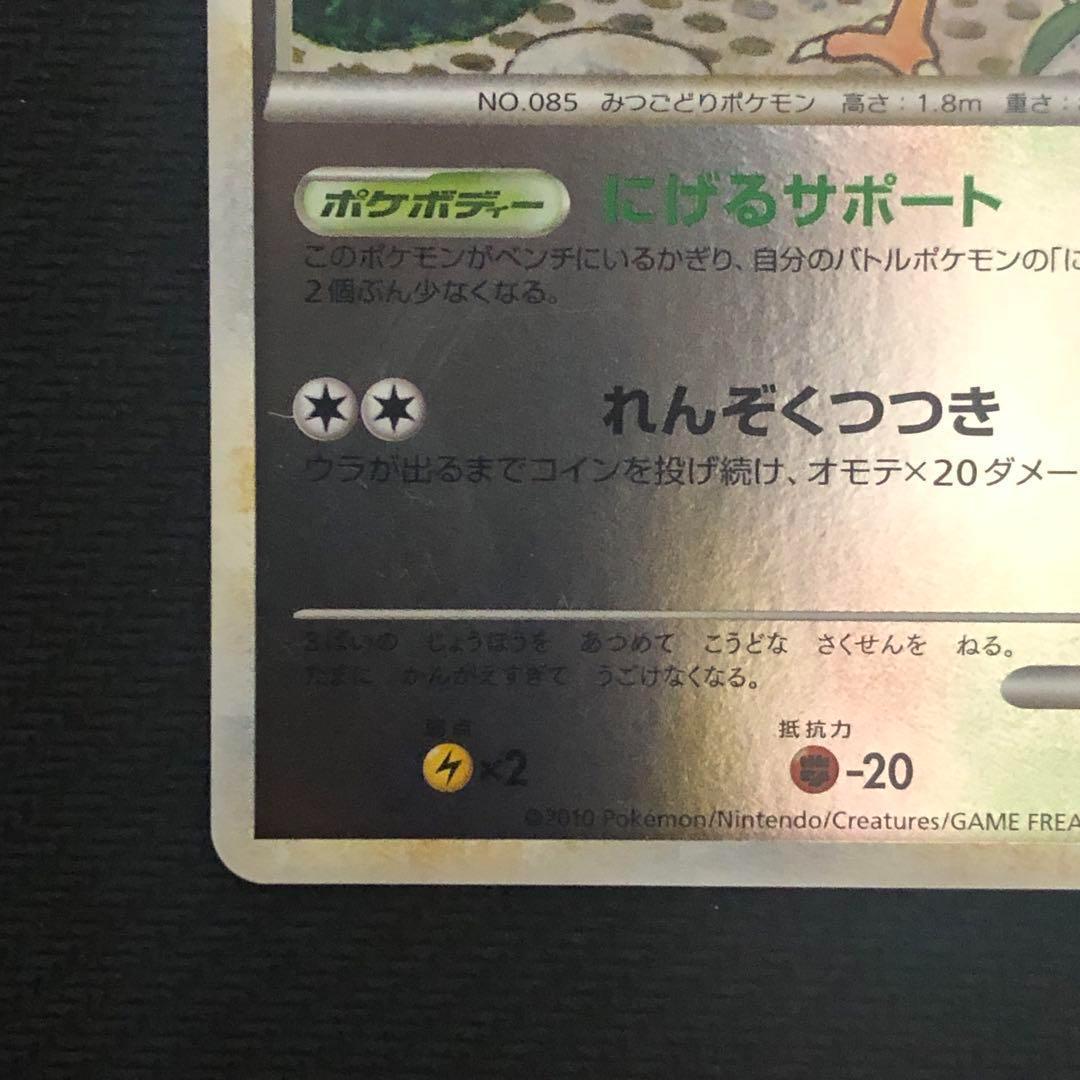 NO.085 みつごどりポケモン 高さ：1.8m 重さ：
ポケボディー にげるサポート
このポケモンがベンチにいるかぎり、自分のバトルポケモンの「に
2個ぶん少なくなる。
れんぞくつつき
ウラが出るまでコインを投げ続け、オモテ×20ダメー
3ばいの じょうほうを あつめて こうどな さくせんを ねる。
たまに かんがえすぎて うごけなくなる。
弱点 抵抗力
×2 -20
©2010 Pokémon/Nintendo/Creatures/GAME FREA